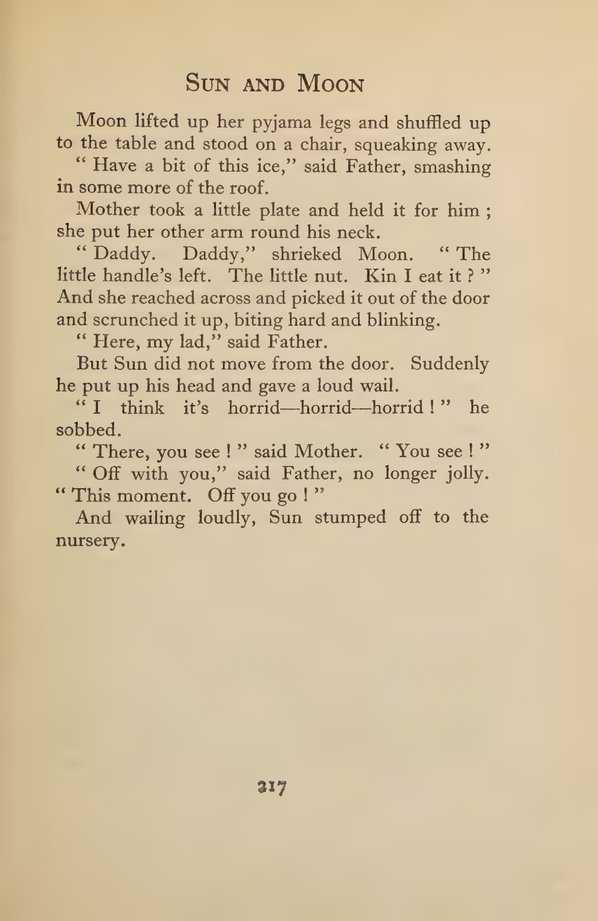 Sun and Moon
Moon lifted up her pyjama legs and shuffled up
to the table and stood on a chair, squeaking away.
“ Have a bit of this ice,” said Father, smashing
in some more of the roof.
Mother took a little plate and held it for him ;
she put her other arm round his neck.
“ Daddy. Daddy,” shrieked Moon. “ The
little handle’s left. The little nut. Kin I eat it ? ”
And she reached across and picked it out of the door
and scrunched it up, biting hard and blinking.
“ Here, my lad,” said Father.
But Sun did not move from the door. Suddenly
he put up his head and gave a loud wail.
“ I think it’s horrid—horrid—horrid ! ” he
sobbed.
“ There, you see ! ” said Mother. “ You see ! ”
“ Off with you,” said Father, no longer jolly.
“ This moment. Off you go ! ”
And wailing loudly, Sun stumped off to the
nursery.
217